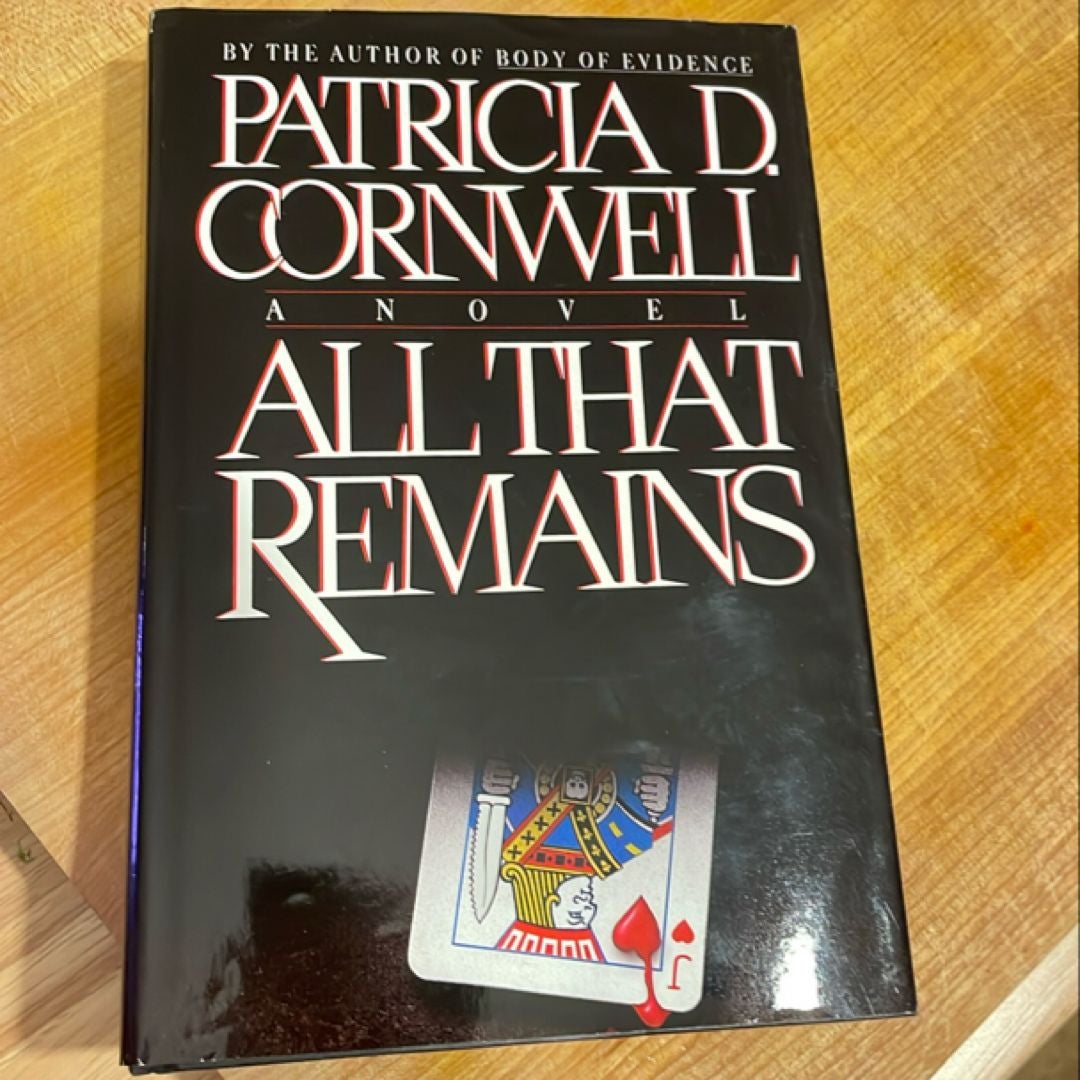 BY THE AUTHOR OF BODY OF EVIDENCE
PATRICIA D.
CORNWELL
A NOVEL
ALL THAT
REMAINS
J